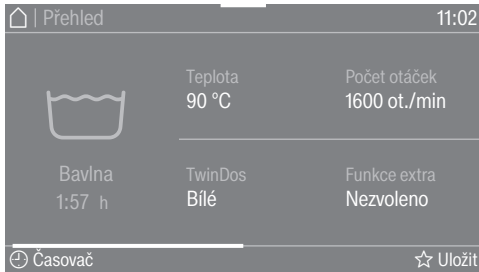 Přehled 11:02
Teplota Počet otáček
90 °C 1600 ot./min
Bavlna TwinDos Funkce extra
1:57 h Bílé Nezvoleno
Časovač Uložit